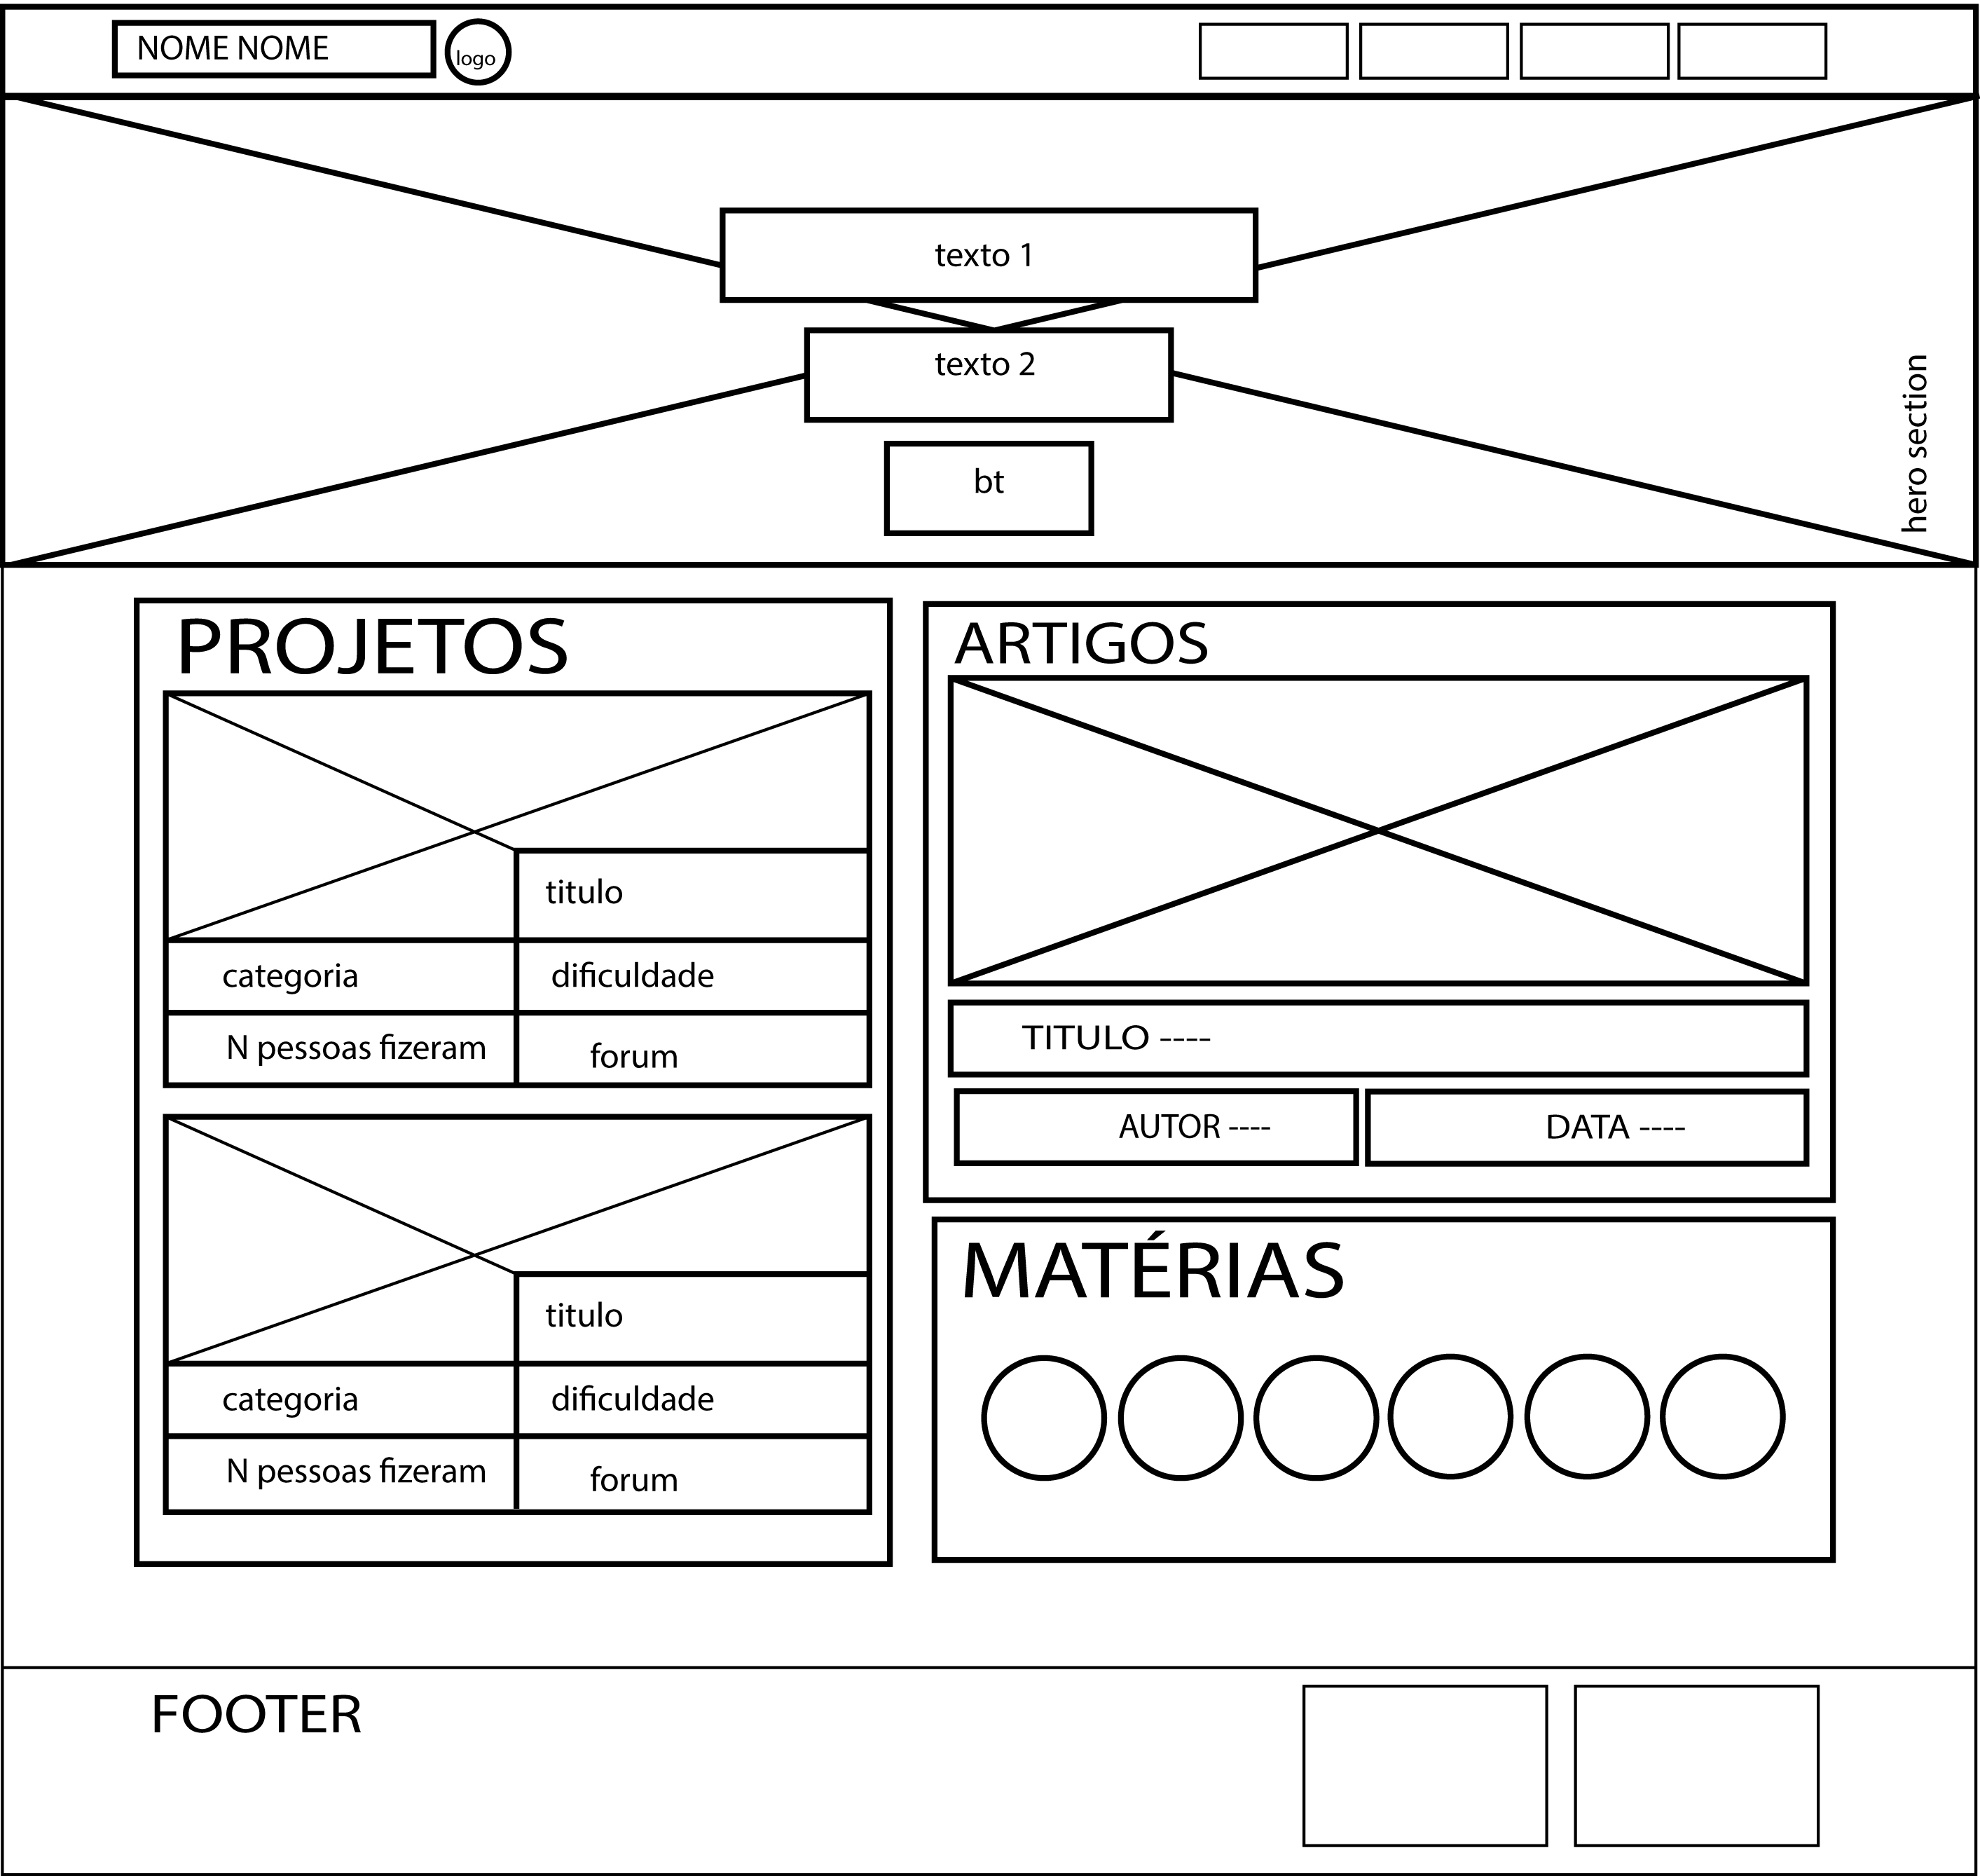 NOME NOME
logo
texto 1
texto 2
bt
hero section
PROJETOS
titulo
categoria
dificuldade
N pessoas fizeram
forum
titulo
categoria
dificuldade
N pessoas fizeram
forum
ARTIGOS
TITULO ----
AUTOR ----
DATA ----
MATÉRIAS
FOOTER